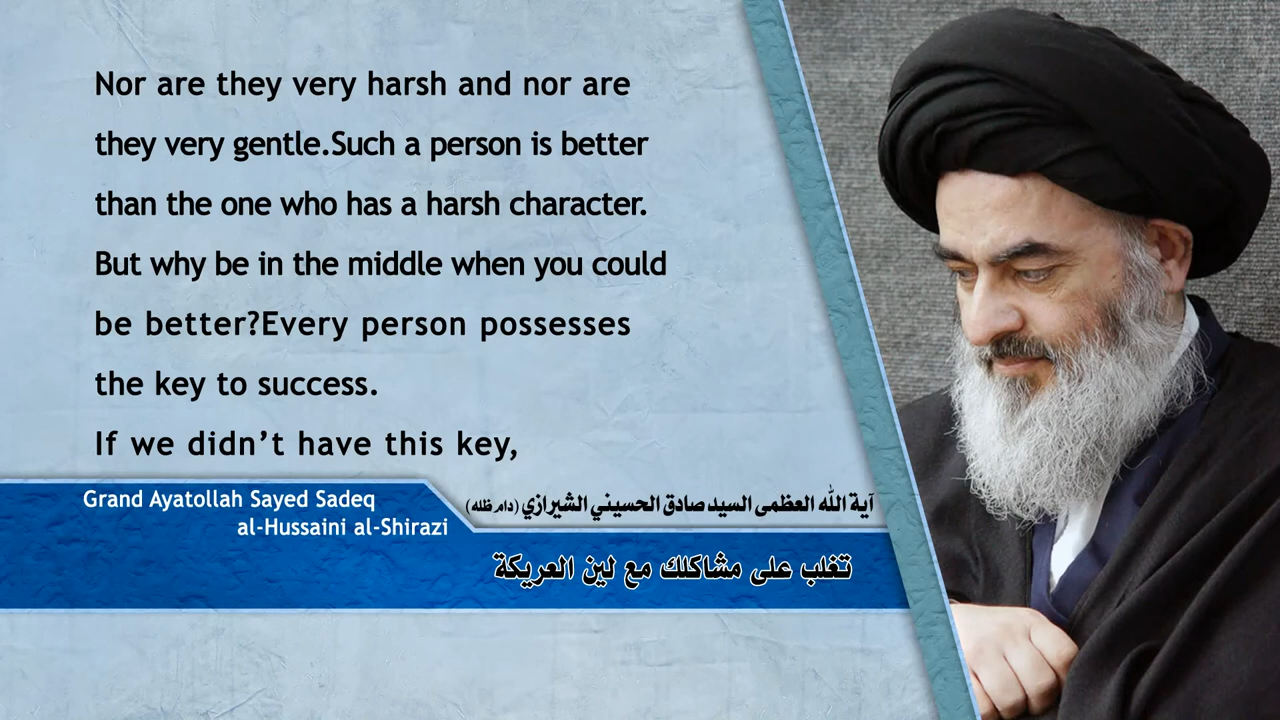 Nor are they very harsh and nor are
they very gentle.Such a person is better
than the one who has a harsh character.
But why be in the middle when you could
be better?Every person possesses
the key to success.
If we didn’t have this key,
Grand Ayatollah Sayed Sadeq
al-Hussaini al-Shirazi
آية الله العظمى السيد صادق الحسيني الشيرازي (دام ظله)
تغلب على مشاكلك مع لين العريكة